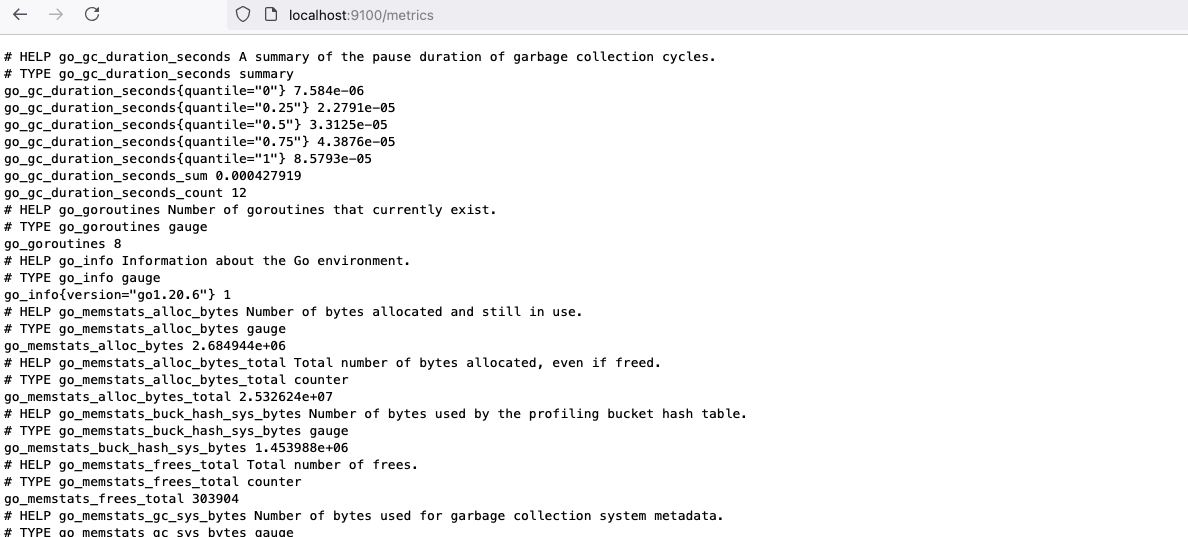 localhost:9100/metrics
# HELP go_gc_duration_seconds A summary of the pause duration of garbage collection cycles.
# TYPE go_gc_duration_seconds summary
go_gc_duration_seconds{quantile="0"} 7.584e-06
go_gc_duration_seconds{quantile="0.25"} 2.2791e-05
go_gc_duration_seconds{quantile="0.5"} 3.3125e-05
go_gc_duration_seconds{quantile="0.75"} 4.3876e-05
go_gc_duration_seconds{quantile="1"} 8.5793e-05
go_gc_duration_seconds_sum 0.000427919
go_gc_duration_seconds_count 12
# HELP go_goroutines Number of goroutines that currently exist.
# TYPE go_goroutines gauge
go_goroutines 8
# HELP go_info Information about the Go environment.
# TYPE go_info gauge
go_info{version="go1.20.6"} 1
# HELP go_memstats_alloc_bytes Number of bytes allocated and still in use.
# TYPE go_memstats_alloc_bytes gauge
go_memstats_alloc_bytes 2.684944e+06
# HELP go_memstats_alloc_bytes_total Total number of bytes allocated, even if freed.
# TYPE go_memstats_alloc_bytes_total counter
go_memstats_alloc_bytes_total 2.532624e+07
# HELP go_memstats_buck_hash_sys_bytes Number of bytes used by the profiling bucket hash table.
# TYPE go_memstats_buck_hash_sys_bytes gauge
go_memstats_buck_hash_sys_bytes 1.453988e+06
# HELP go_memstats_frees_total Total number of frees.
# TYPE go_memstats_frees_total counter
go_memstats_frees_total 303904
# HELP go_memstats_gc_sys_bytes Number of bytes used for garbage collection system metadata.
# TYPE go_memstats_gc_sys_bytes gauge